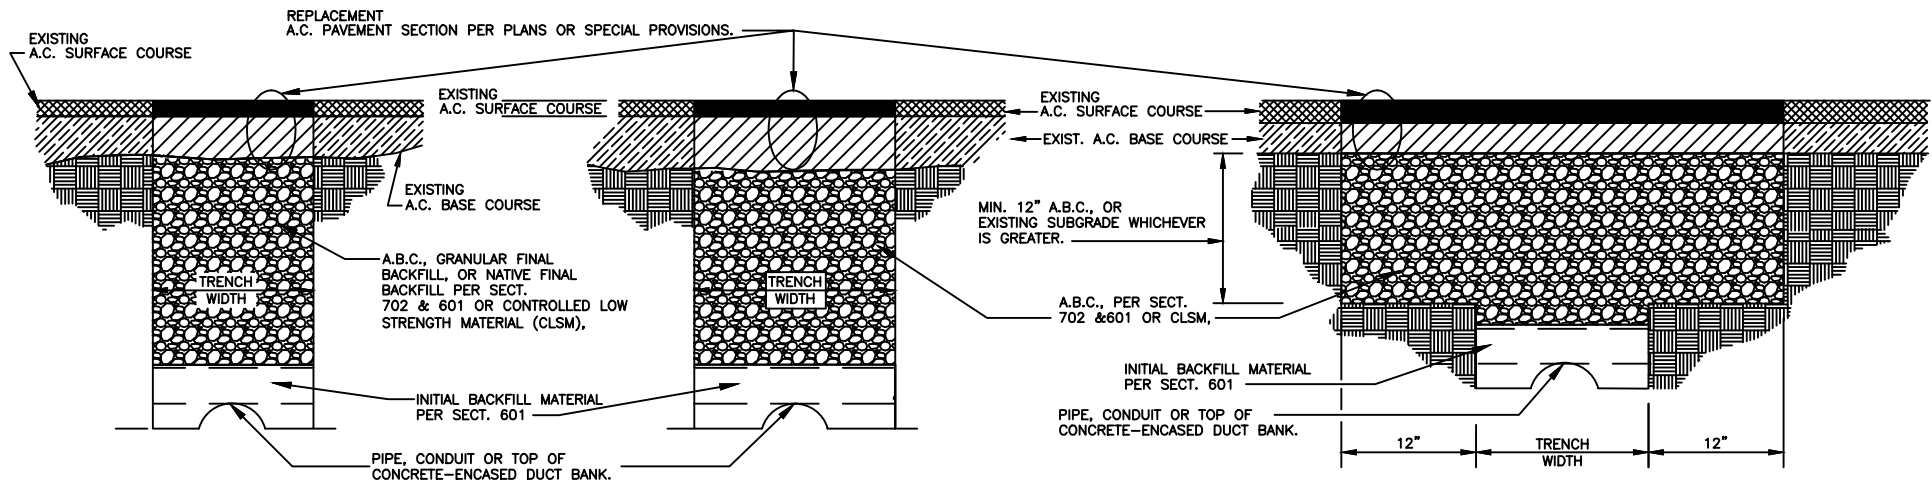 REPLACEMENT
A.C. PAVEMENT SECTION PER PLANS OR SPECIAL PROVISIONS.
EXISTING
A.C. SURFACE COURSE
EXISTING
A.C. SURFACE COURSE
EXISTING
A.C. SURFACE COURSE
EXIST. A.C. BASE COURSE
EXISTING
A.C. BASE COURSE
MIN. 12" A.B.C., OR
EXISTING SUBGRADE WHICHEVER
IS GREATER.
A.B.C., GRANULAR FINAL
BACKFILL, OR NATIVE FINAL
BACKFILL PER SECT.
702 & 601 OR CONTROLLED LOW
STRENGTH MATERIAL (CLSM),
TRENCH
WIDTH
TRENCH
WIDTH
A.B.C., PER SECT.
702 &601 OR CLSM,
INITIAL BACKFILL MATERIAL
PER SECT. 601
INITIAL BACKFILL MATERIAL
PER SECT. 601
PIPE, CONDUIT OR TOP OF
CONCRETE-ENCASED DUCT BANK.
PIPE, CONDUIT OR TOP OF
CONCRETE-ENCASED DUCT BANK.
12"
TRENCH
WIDTH
12"